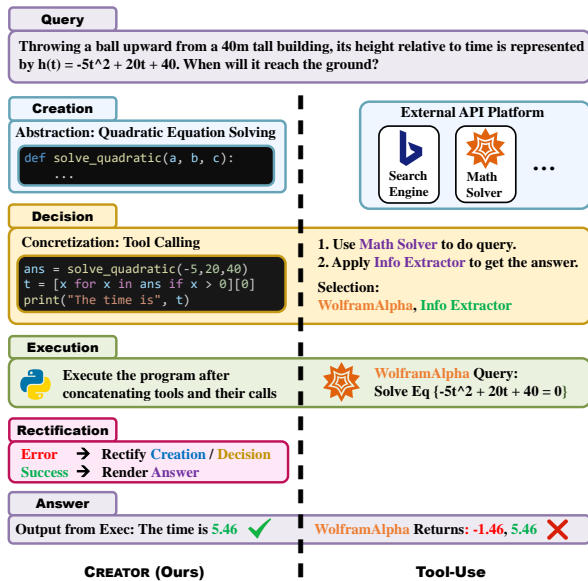 Query
Throwing a ball upward from a 40m tall building, its height relative to time is represented
by h(t) = -5t^2 + 20t + 40. When will it reach the ground?
Creation
Abstraction: Quadratic Equation Solving
def solve_quadratic(a, b, c):
...
External API Platform
Search
Engine
Math
Solver
...
Decision
Concretization: Tool Calling
ans = solve_quadratic(-5,20,40)
t = [x for x in ans if x > 0][0]
print("The time is", t)
1. Use Math Solver to do query.
2. Apply Info Extractor to get the answer.
Selection:
WolframAlpha, Info Extractor
Execution
Execute the program after
concatenating tools and their calls
WolframAlpha Query:
Solve Eq {-5t^2 + 20t + 40 = 0}
Rectification
Error → Rectify Creation / Decision
Success → Render Answer
Answer
Output from Exec: The time is 5.46
WolframAlpha Returns: -1.46, 5.46
CREATOR (Ours)
Tool-Use